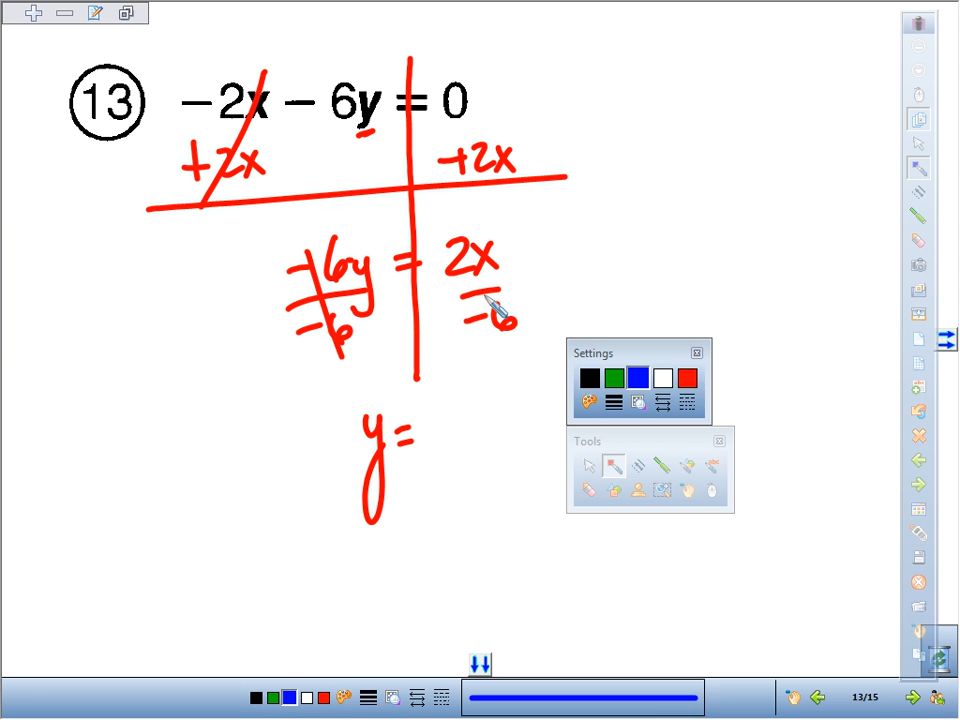 13 −2x − 6y = 0
+2x +2x
-6y = 2x
-6 -6
y =
Settings
Tools
13/15